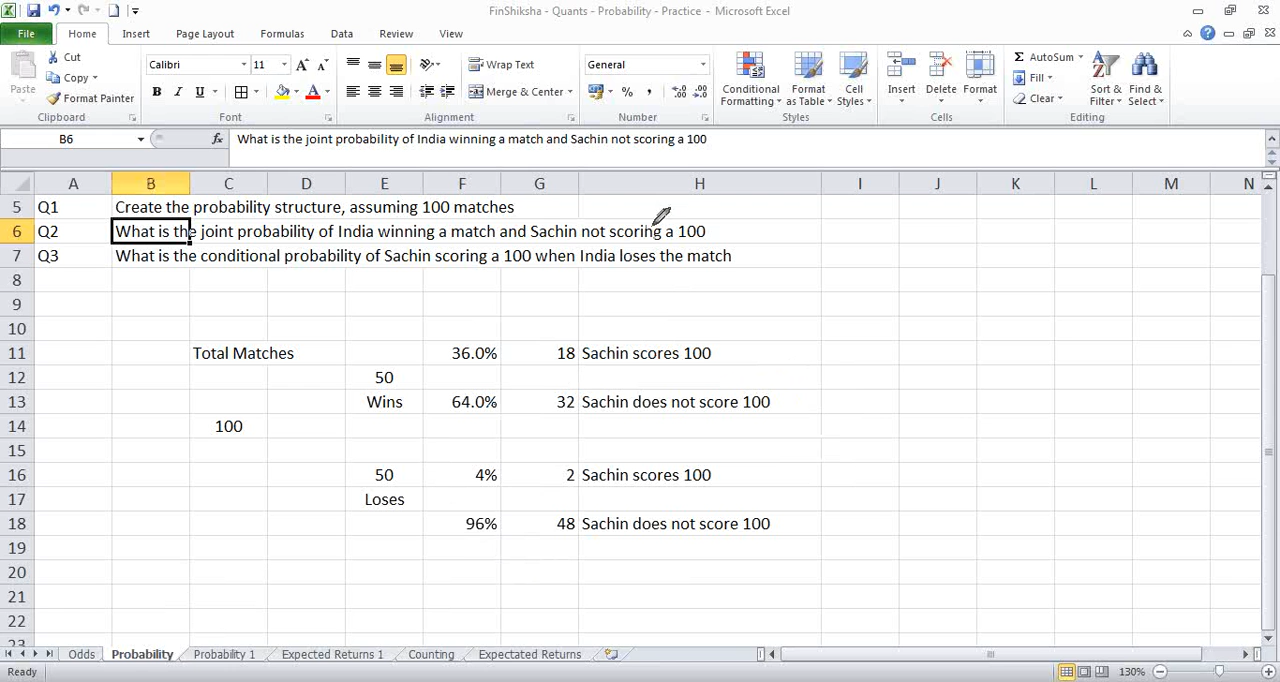 FinShiksha - Quants - Probability - Practice - Microsoft Excel
File Home Insert Page Layout Formulas Data Review View
Paste
Cut
Copy
Format Painter
Calibri 11
General
Wrap Text
Merge & Center
Conditional Formatting
Format as Table
Cell Styles
Insert
Delete
Format
AutoSum
Fill
Clear
Sort & Filter
Find & Select
Clipboard Font Alignment Number Styles Cells Editing
B6 fx What is the joint probability of India winning a match and Sachin not scoring a 100
A B C D E F G H I J K L M N
5 Q1 Create the probability structure, assuming 100 matches
6 Q2 What is the joint probability of India winning a match and Sachin not scoring a 100
7 Q3 What is the conditional probability of Sachin scoring a 100 when India loses the match
8
9
10
11 Total Matches 36.0% 18 Sachin scores 100
12 50
13 Wins 64.0% 32 Sachin does not score 100
14 100
15
16 50 4% 2 Sachin scores 100
17 Loses
18 96% 48 Sachin does not score 100
19
20
21
22
23
Odds Probability Probability 1 Expected Returns 1 Counting Expectated Returns
Ready 130%